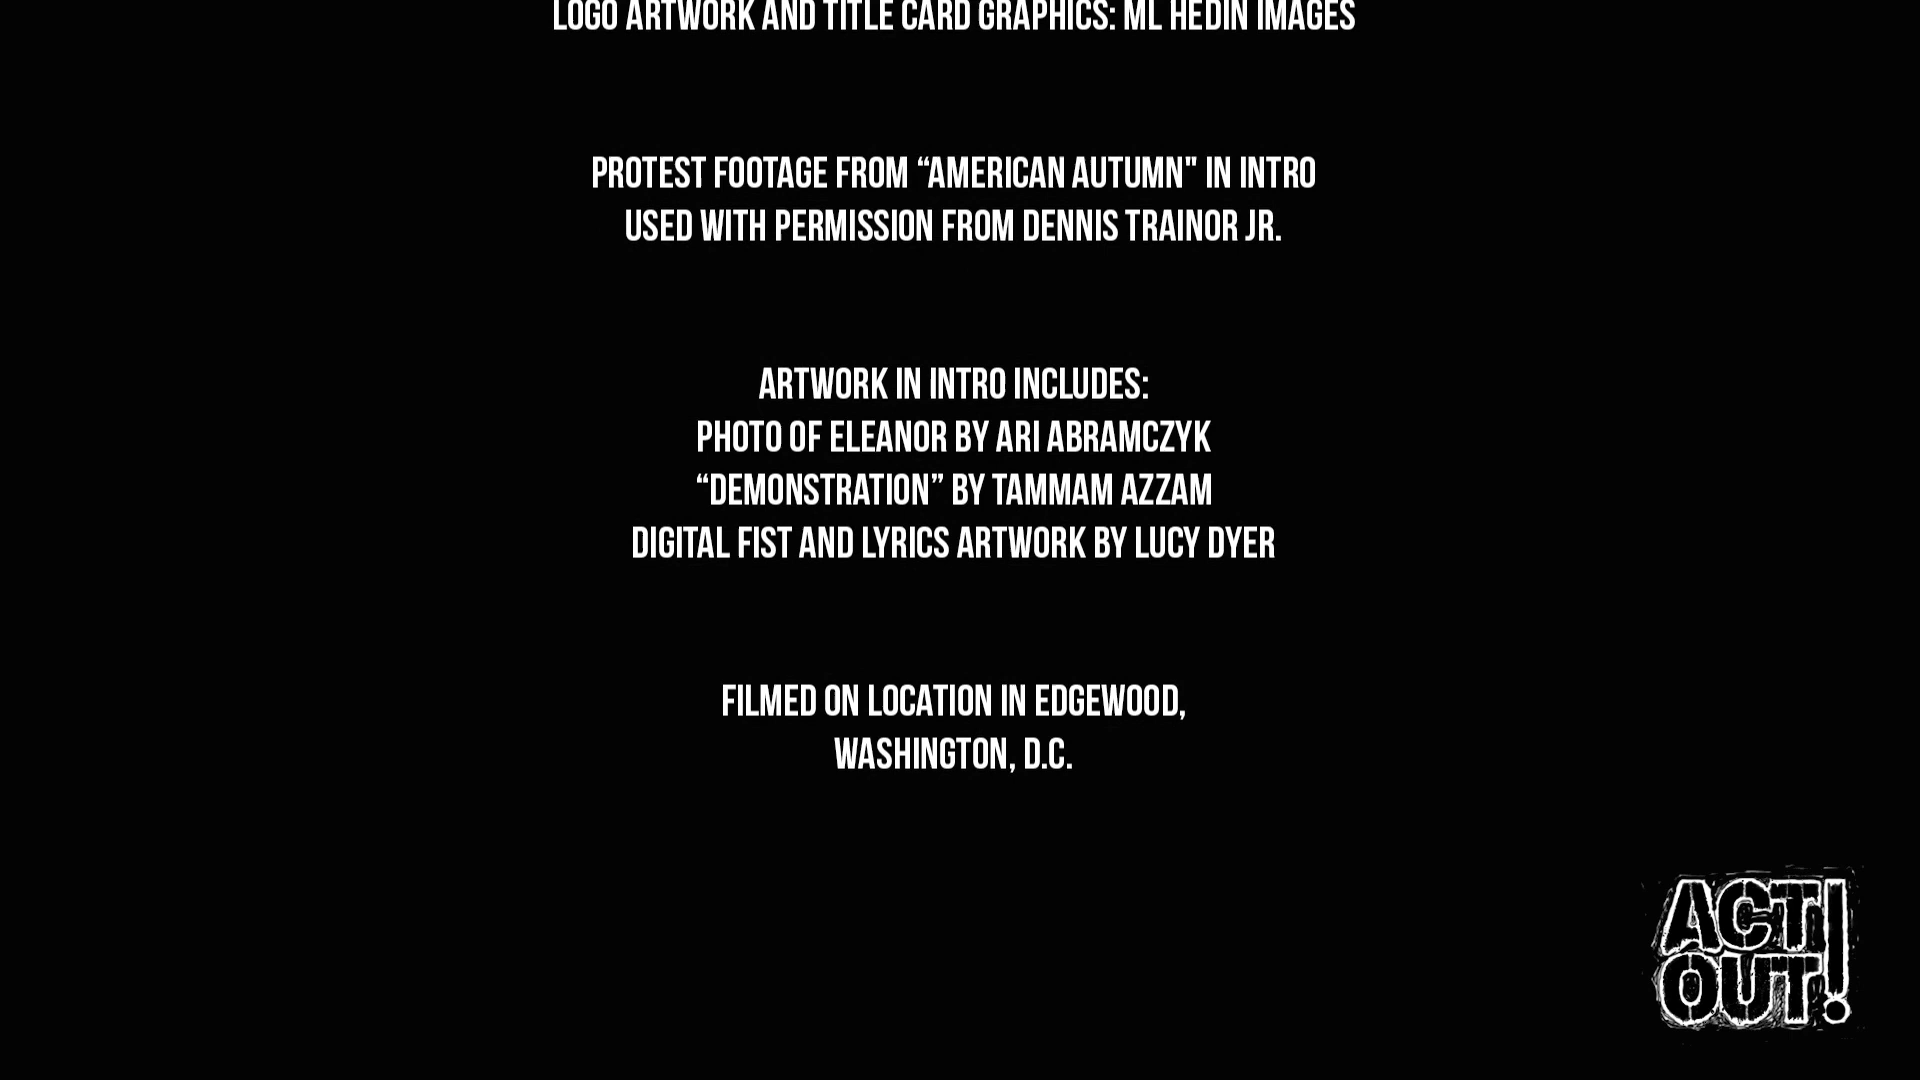 LOGO ARTWORK AND TITLE CARD GRAPHICS: ML HEDIN IMAGES
PROTEST FOOTAGE FROM “AMERICAN AUTUMN" IN INTRO
USED WITH PERMISSION FROM DENNIS TRAINOR JR.
ARTWORK IN INTRO INCLUDES:
PHOTO OF ELEANOR BY ARI ABRAMCZYK
“DEMONSTRATION” BY TAMMAM AZZAM
DIGITAL FIST AND LYRICS ARTWORK BY LUCY DYER
FILMED ON LOCATION IN EDGEWOOD,
WASHINGTON, D.C.
ACT
OUT!